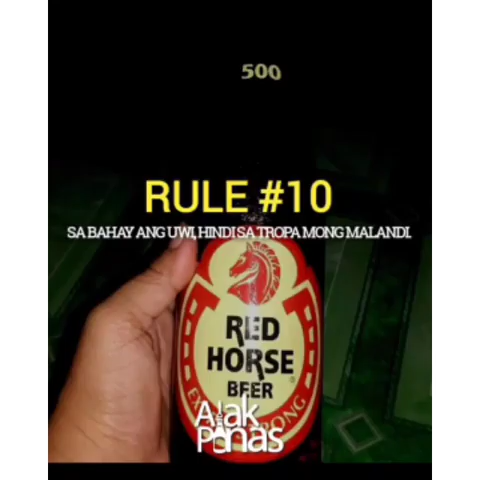 500
RULE #10
SA BAHAY ANG UWI, HINDI SA TROPA MONG MALANDI.
RED
HORSE
BEER
®
Alak
Pinas